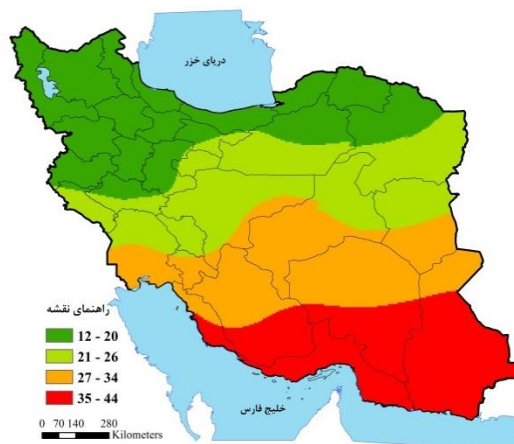 دریای خزر
راهنمای نقشه
12 - 20
21 - 26
27 - 34
35 - 44
0 70 140 280
Kilometers
خلیج فارس